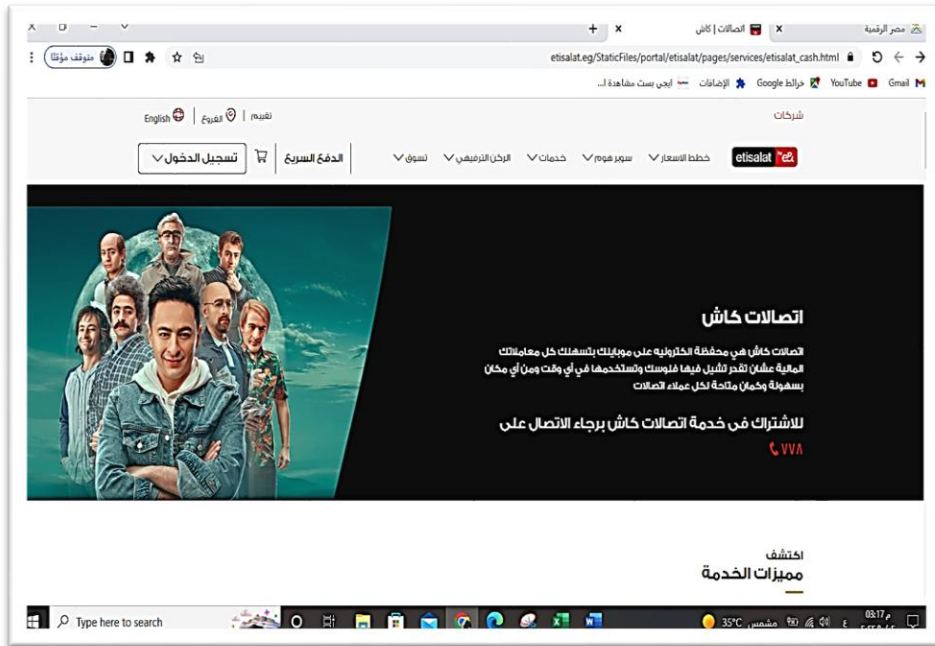 مصر الرقمية
اتصالات | كاش
etisalat.eg/StaticFiles/portal/etisalat/pages/services/etisalat_cash.html
متوقف مؤقتًا
Gmail
YouTube
خرائط Google
الإضافات
ايجي بست مشاهدة ا...
شركات
تقييم | الفروع | English
etisalat e&
خطط الاسعار
سوبر هوم
خدمات
الركن الترفيهي
تسوق
الدفع السريع
تسجيل الدخول
اتصالات كاش
اتصالات كاش هي محفظة الكترونيه على موبايلك بتسهلك كل معاملاتك
المالية عشان تقدر تشيل فيها فلوسك وتستخدمها في أي وقت ومن أي مكان
بسهولة وكمان متاحة لكل عملاء اتصالات
للاشتراك فى خدمة اتصالات كاش برجاء الاتصال على
٧٧٨
اكتشف
مميزات الخدمة
Type here to search
35°C مشمس
ع
03:17 م